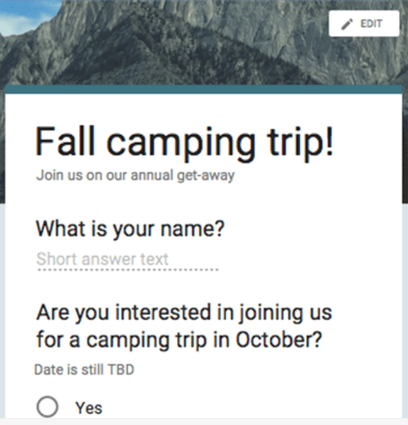 EDIT
Fall camping trip!
Join us on our annual get-away
What is your name?
Short answer text
Are you interested in joining us
for a camping trip in October?
Date is still TBD
Yes